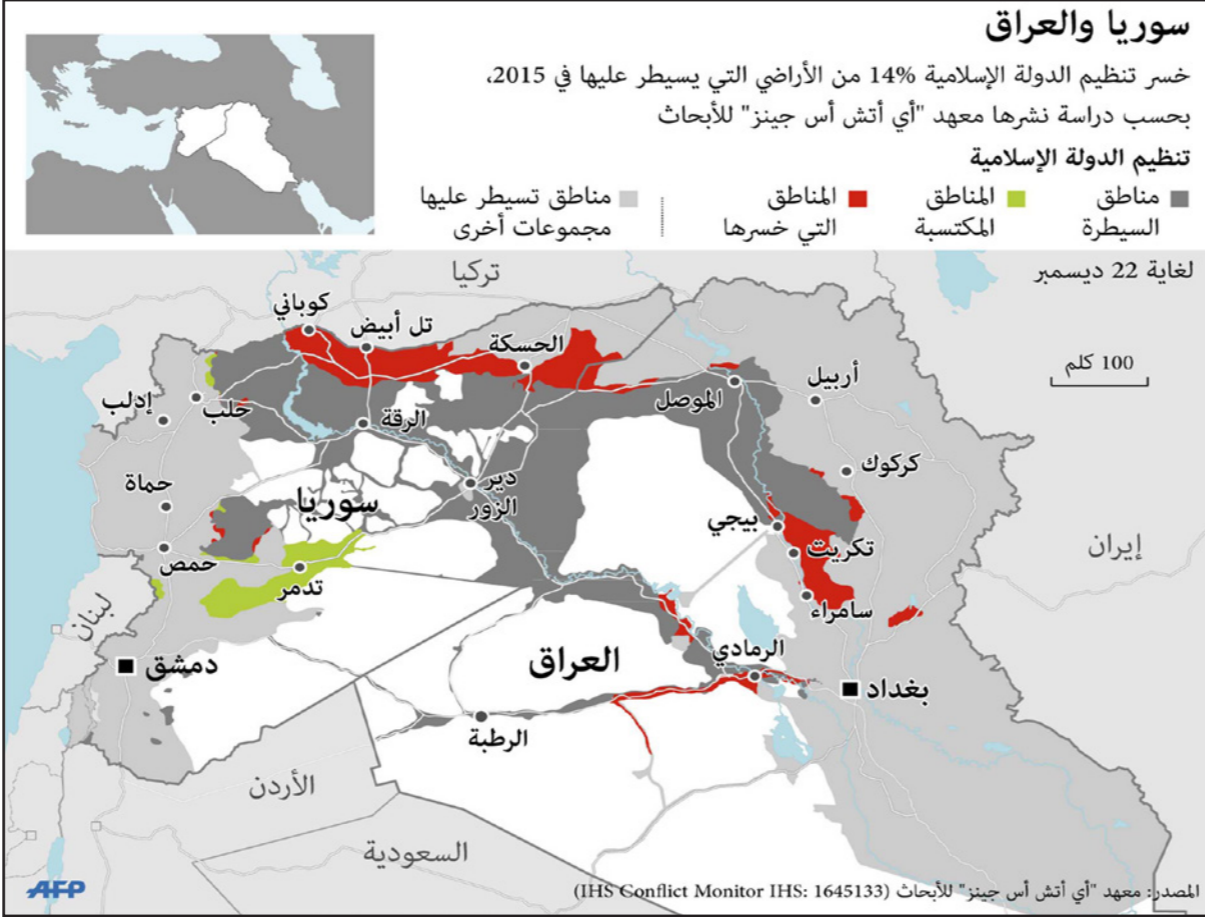 سوريا والعراق
خسر تنظيم الدولة الإسلامية 14% من الأراضي التي يسيطر عليها في 2015،
بحسب دراسة نشرها معهد "أي أتش أس جينز" للأبحاث
تنظيم الدولة الإسلامية
مناطق السيطرة
المناطق المكتسبة
المناطق التي خسرها
مناطق تسيطر عليها
مجموعات أخرى
لغاية 22 ديسمبر
100 كلم
تركيا
كوباني
تل أبيض
الحسكة
الموصل
أربيل
إدلب
حلب
الرقة
كركوك
حماة
سوريا
دير
الزور
بيجي
تكريت
إيران
حمص
تدمر
سامراء
لبنان
دمشق
العراق
الرمادي
بغداد
الرطبة
الأردن
السعودية
AFP
المصدر: معهد "أي أتش أس جينز" للأبحاث (IHS Conflict Monitor IHS: 1645133)